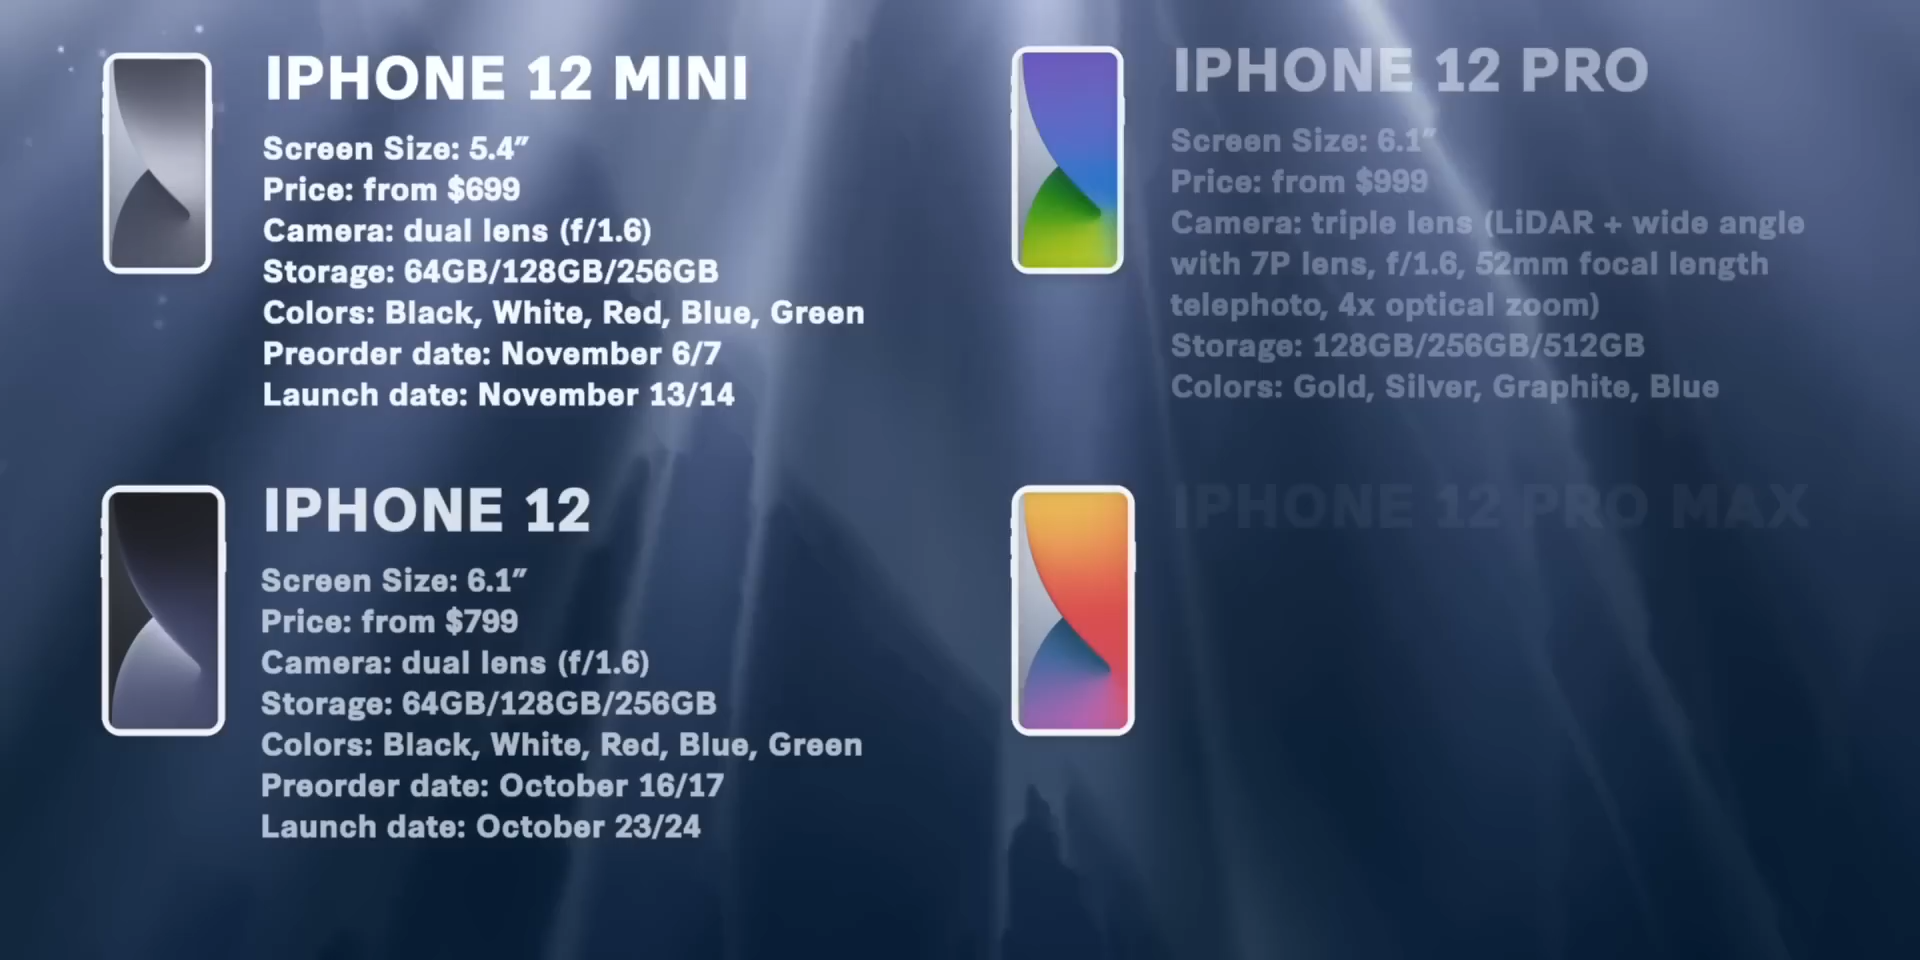 IPHONE 12 MINI
Screen Size: 5.4″
Price: from $699
Camera: dual lens (f/1.6)
Storage: 64GB/128GB/256GB
Colors: Black, White, Red, Blue, Green
Preorder date: November 6/7
Launch date: November 13/14
IPHONE 12
Screen Size: 6.1″
Price: from $799
Camera: dual lens (f/1.6)
Storage: 64GB/128GB/256GB
Colors: Black, White, Red, Blue, Green
Preorder date: October 16/17
Launch date: October 23/24
IPHONE 12 PRO
Screen Size: 6.1″
Price: from $999
Camera: triple lens (LiDAR + wide angle
with 7P lens, f/1.6, 52mm focal length
telephoto, 4x optical zoom)
Storage: 128GB/256GB/512GB
Colors: Gold, Silver, Graphite, Blue
IPHONE 12 PRO MAX